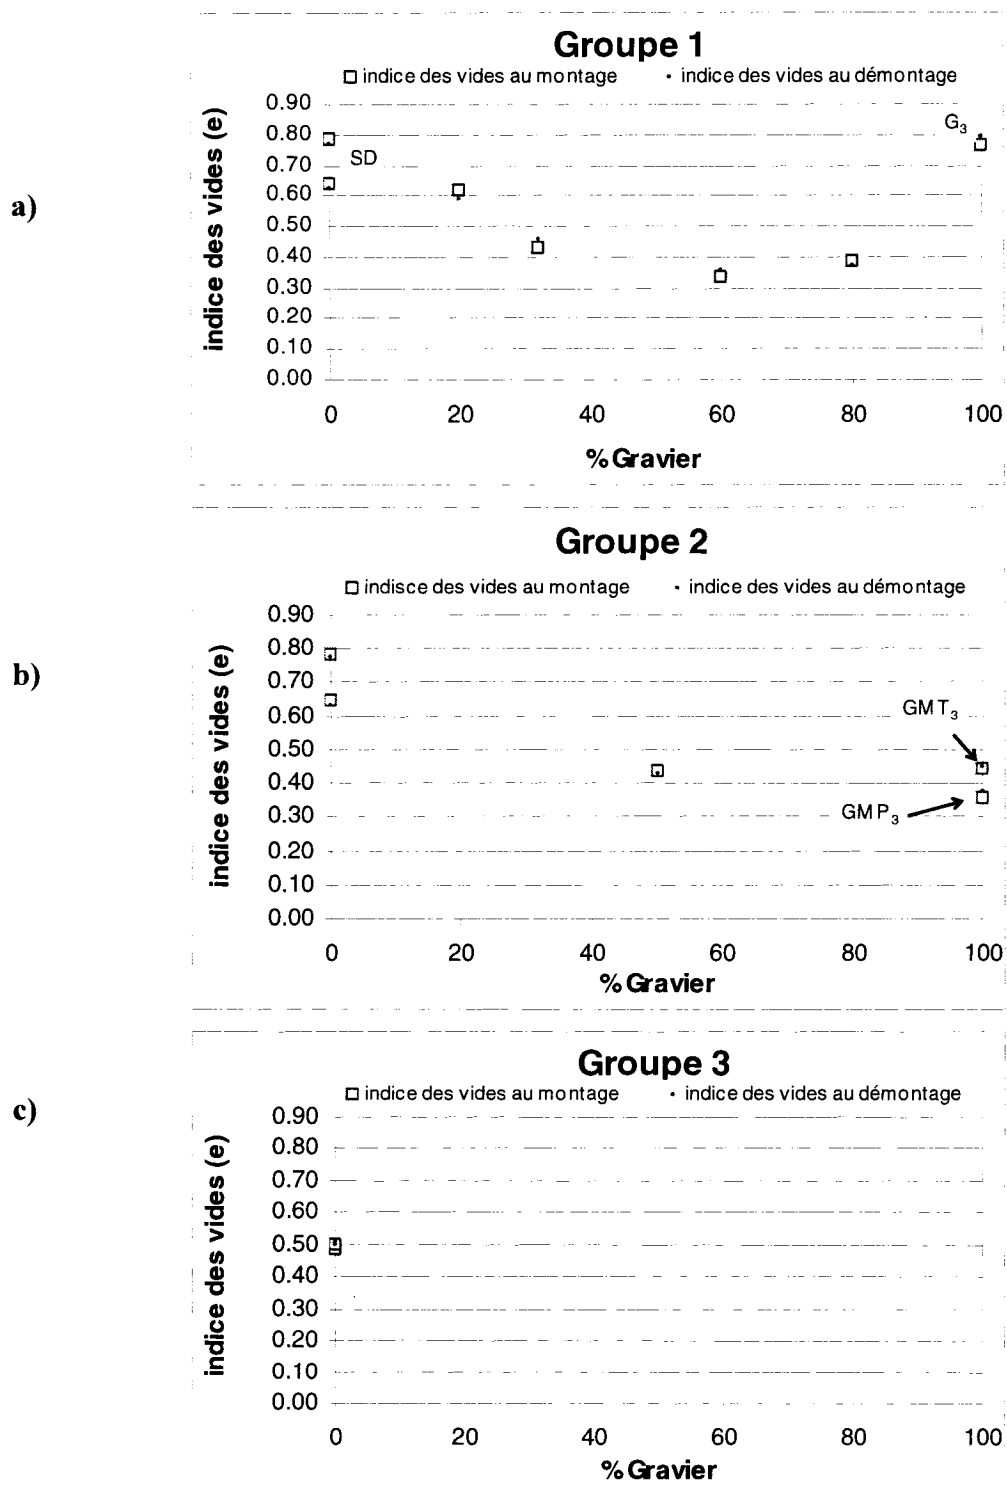 a)
Groupe 1
indice des vides au montage
indice des vides au démontage
indice des vides (e)
0.90
0.80
0.70
0.60
0.50
0.40
0.30
0.20
0.10
0.00
SD
G3
0 20 40 60 80 100
% Gravier
b)
Groupe 2
indisce des vides au montage
indice des vides au démontage
indice des vides (e)
0.90
0.80
0.70
0.60
0.50
0.40
0.30
0.20
0.10
0.00
GMT3
GMP3
0 20 40 60 80 100
% Gravier
c)
Groupe 3
indice des vides au montage
indice des vides au démontage
indice des vides (e)
0.90
0.80
0.70
0.60
0.50
0.40
0.30
0.20
0.10
0.00
0 20 40 60 80 100
% Gravier